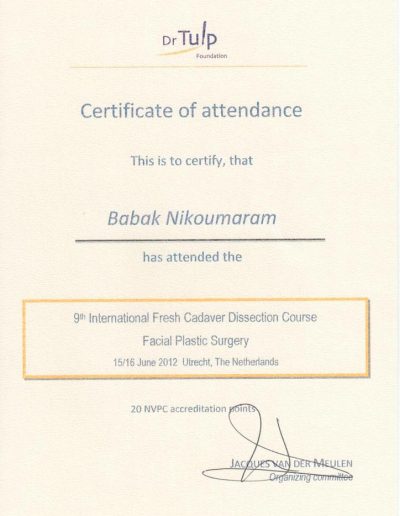 Dr Tulp
Foundation
Certificate of attendance
This is to certify, that
Babak Nikoumaram
has attended the
9th International Fresh Cadaver Dissection Course
Facial Plastic Surgery
15/16 June 2012 Utrecht, The Netherlands
20 NVPC accreditation points
JACQUES VAN DER MEULEN
Organizing committee